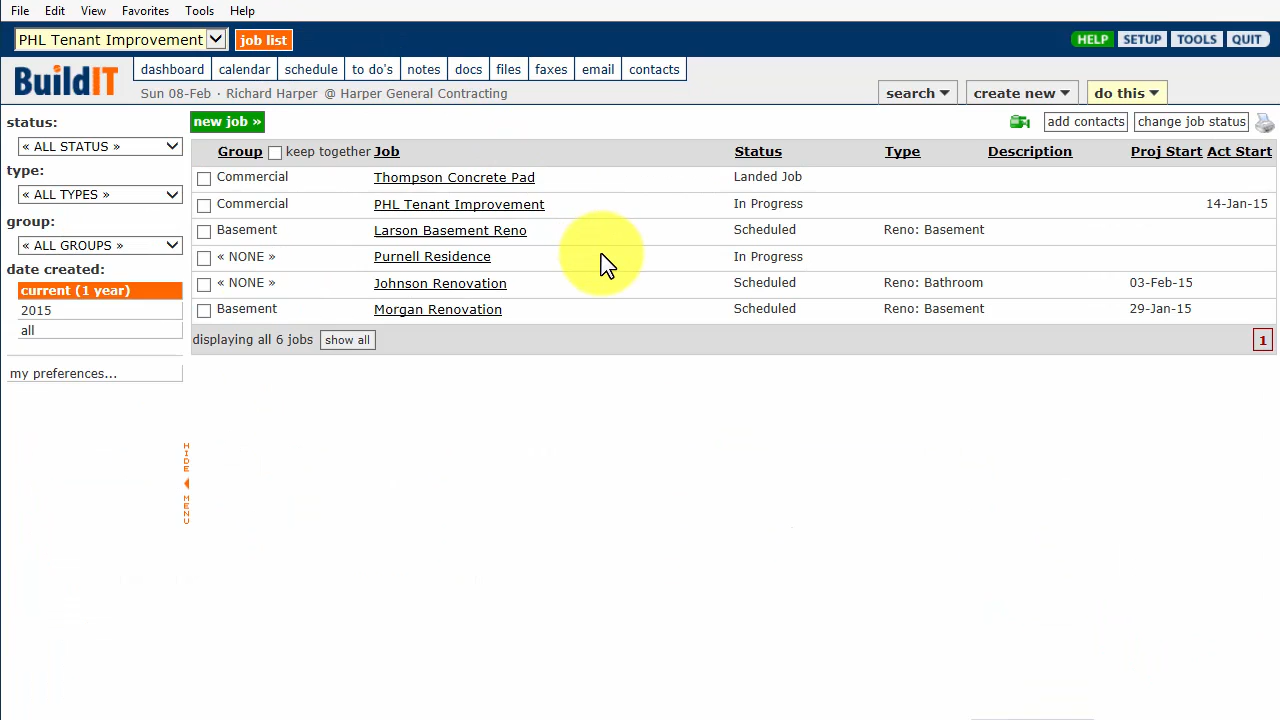 File Edit View Favorites Tools Help
PHL Tenant Improvement job list HELP SETUP TOOLS QUIT
BuildIT dashboard calendar schedule to do's notes docs files faxes email contacts
Sun 08-Feb · Richard Harper @ Harper General Contracting search create new do this
status: new job » add contacts change job status
« ALL STATUS »
type:
« ALL TYPES »
group:
« ALL GROUPS »
date created:
current (1 year)
2015
all
my preferences...
HIDE MENU
Group keep together Job Status Type Description Proj Start Act Start
Commercial Thompson Concrete Pad Landed Job
Commercial PHL Tenant Improvement In Progress 14-Jan-15
Basement Larson Basement Reno Scheduled Reno: Basement
« NONE » Purnell Residence In Progress
« NONE » Johnson Renovation Scheduled Reno: Bathroom 03-Feb-15
Basement Morgan Renovation Scheduled Reno: Basement 29-Jan-15
displaying all 6 jobs show all 1